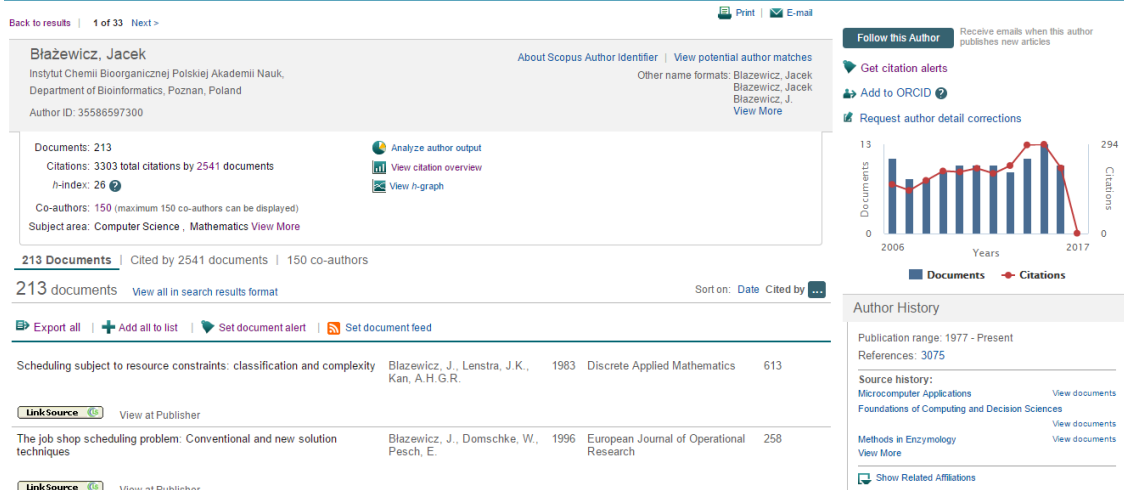 Print | E-mail
Back to results | 1 of 33 Next >
Błażewicz, Jacek
Instytut Chemii Bioorganicznej Polskiej Akademii Nauk,
Department of Bioinformatics, Poznan, Poland
Author ID: 35586597300
About Scopus Author Identifier | View potential author matches
Other name formats: Blazewicz, Jacek
Błazewicz, Jacek
Błazewicz, J.
View More
Documents: 213
Citations: 3303 total citations by 2541 documents
h-index: 26 ?
Co-authors: 150 (maximum 150 co-authors can be displayed)
Subject area: Computer Science , Mathematics View More
Analyze author output
View citation overview
View h-graph
213 Documents | Cited by 2541 documents | 150 co-authors
213 documents View all in search results format
Sort on: Date Cited by ...
Export all | Add all to list | Set document alert | Set document feed
Scheduling subject to resource constraints: classification and complexity Blazewicz, J., Lenstra, J.K., 1983 Discrete Applied Mathematics 613
Kan, A.H.G.R.
LinkSource View at Publisher
The job shop scheduling problem: Conventional and new solution Błazewicz, J., Domschke, W., 1996 European Journal of Operational 258
techniques Pesch, E. Research
LinkSource View at Publisher
Follow this Author
Receive emails when this author
publishes new articles
Get citation alerts
Add to ORCID ?
Request author detail corrections
13
294
Documents
Citations
0
0
2006
2017
Years
Documents Citations
Author History
Publication range: 1977 - Present
References: 3075
Source history:
Microcomputer Applications View documents
Foundations of Computing and Decision Sciences
View documents
Methods in Enzymology View documents
View More
Show Related Affiliations